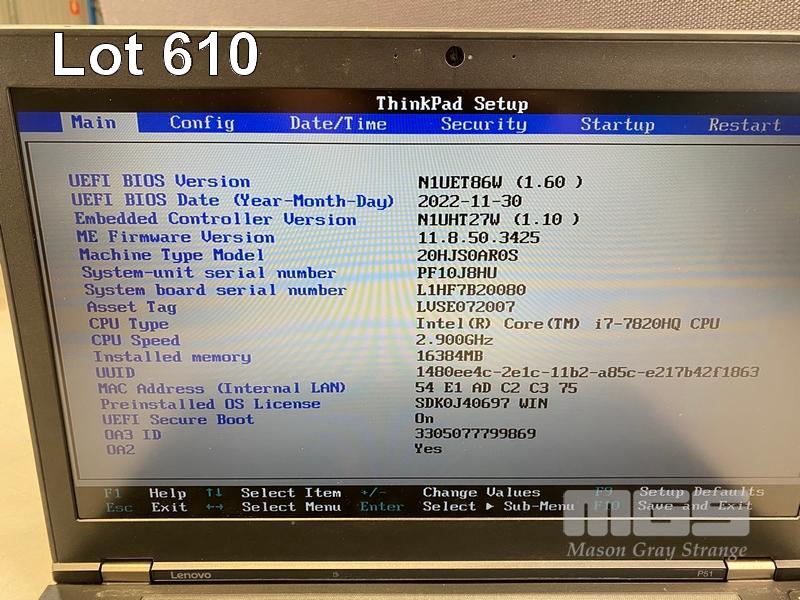 Lot 610
ThinkPad Setup
Main Config Date/Time Security Startup Restart
UEFI BIOS Version N1UET86W (1.60 )
UEFI BIOS Date (Year-Month-Day) 2022-11-30
Embedded Controller Version N1UHT27W (1.10 )
ME Firmware Version 11.8.50.3425
Machine Type Model 20HJS0AR0S
System-unit serial number PF10J8HU
System board serial number L1HF7B20080
Asset Tag LVSE072007
CPU Type Intel(R) Core(TM) i7-7820HQ CPU
CPU Speed 2.900GHz
Installed memory 16384MB
UUID 1480ee4c-2e1c-11b2-a85c-e217b42f1863
MAC Address (Internal LAN) 54 E1 AD C2 C3 75
Preinstalled OS License SDK0J40697 WIN
UEFI Secure Boot On
OA3 ID 3305077799869
OA2 Yes
F1 Help ↑↓ Select Item +/- Change Values F9 Setup Defaults
Esc Exit ↔ Select Menu Enter Select ▶ Sub-Menu F10 Save and Exit
MGS
Mason Gray Strange
Lenovo P51